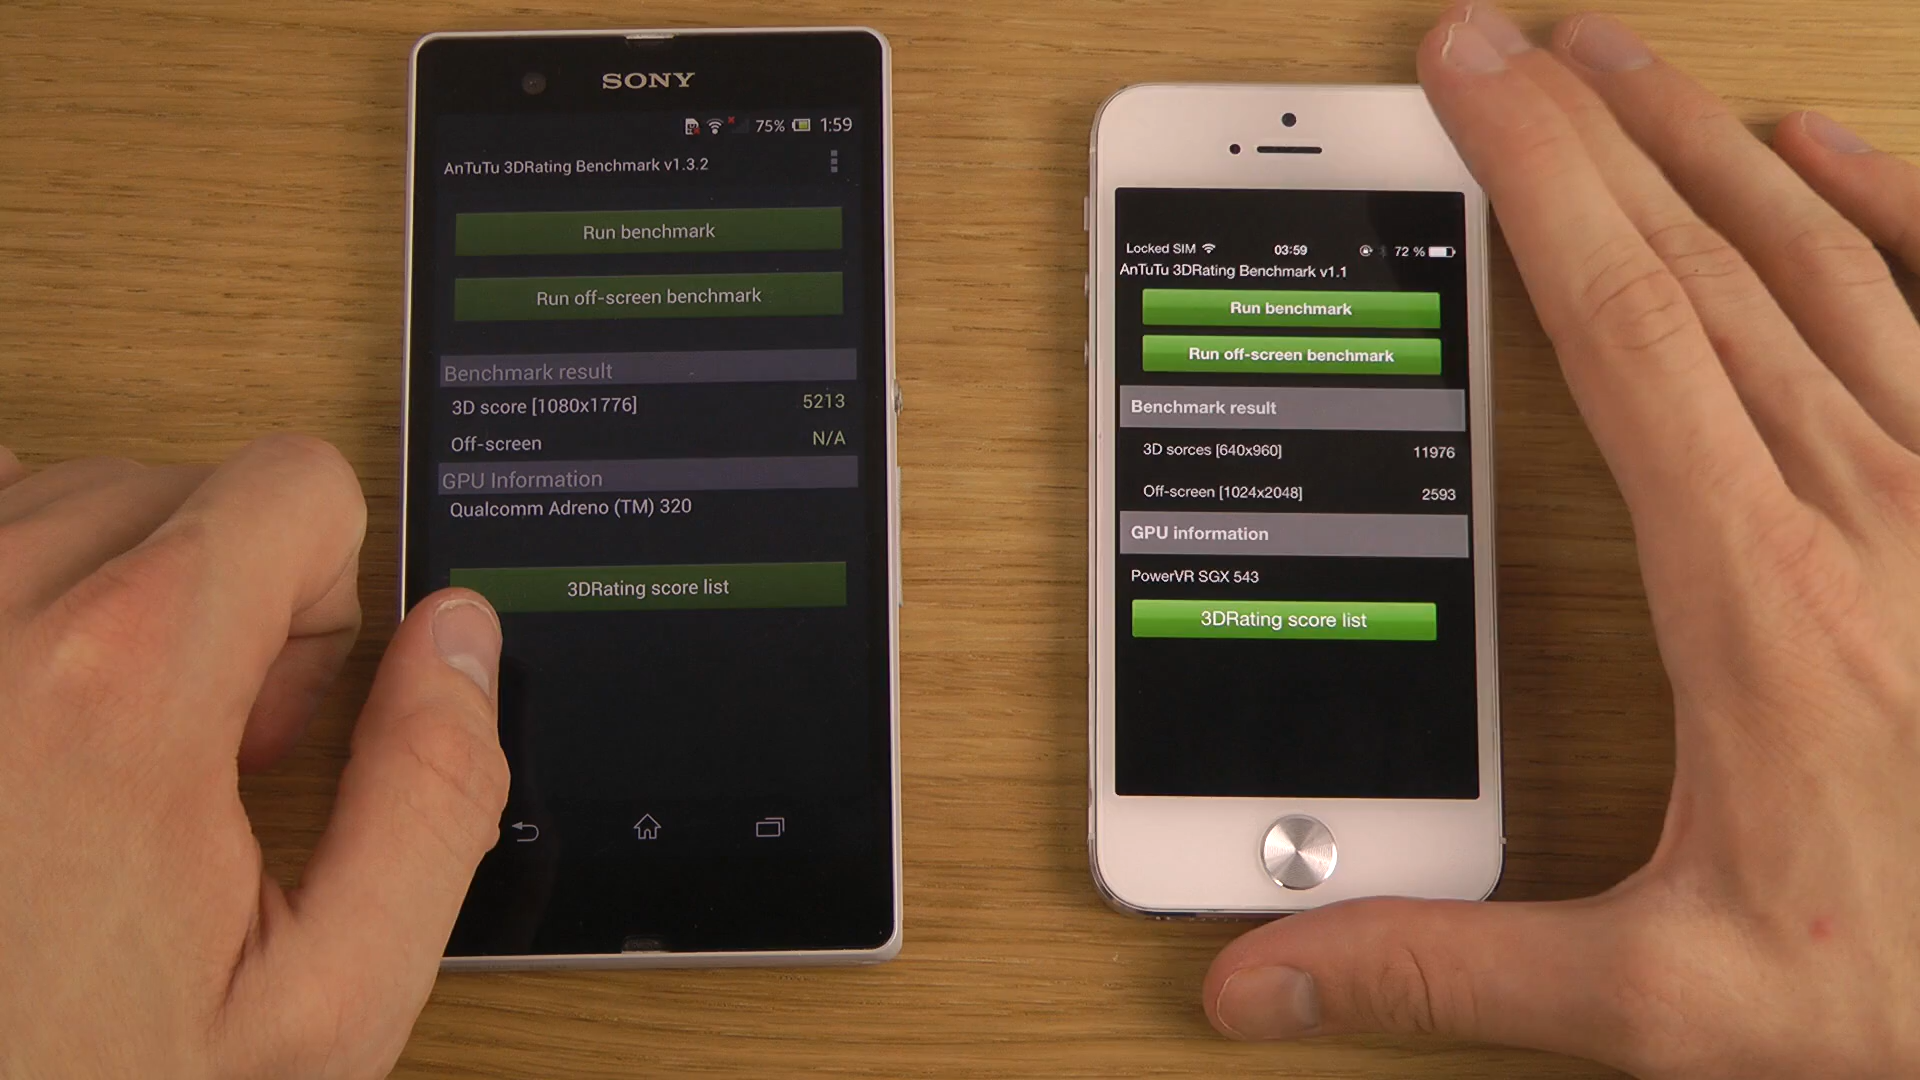 SONY
75% 1:59
AnTuTu 3DRating Benchmark v1.3.2
Run benchmark
Run off-screen benchmark
Benchmark result
3D score [1080x1776] 5213
Off-screen N/A
GPU Information
Qualcomm Adreno (TM) 320
3DRating score list
Locked SIM 03:59 72 %
AnTuTu 3DRating Benchmark v1.1
Run benchmark
Run off-screen benchmark
Benchmark result
3D sorces [640x960] 11976
Off-screen [1024x2048] 2593
GPU information
PowerVR SGX 543
3DRating score list